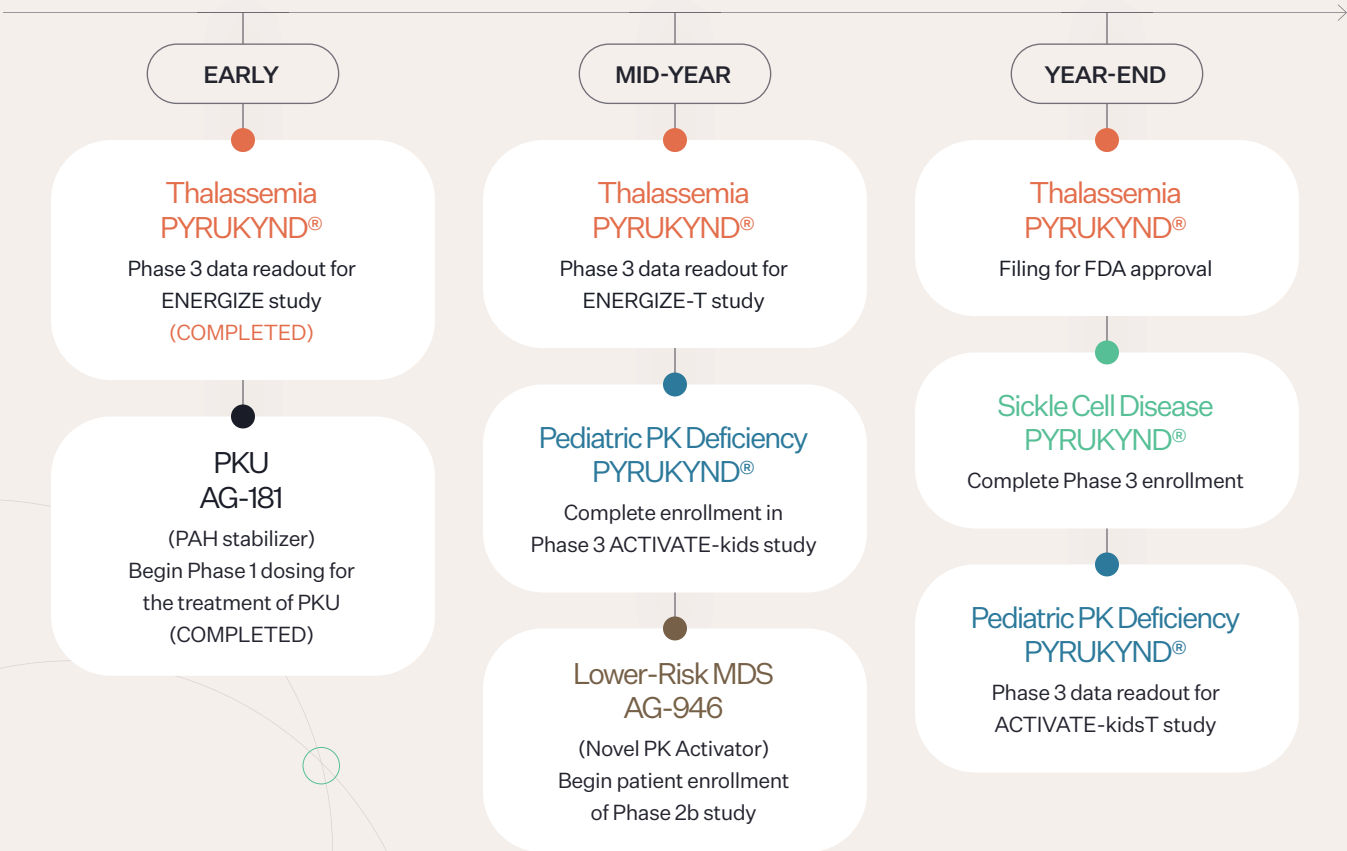 EARLY
Thalassemia
PYRUKYND®
Phase 3 data readout for
ENERGIZE study
(COMPLETED)
PKU
AG-181
(PAH stabilizer)
Begin Phase 1 dosing for
the treatment of PKU
(COMPLETED)
MID-YEAR
Thalassemia
PYRUKYND®
Phase 3 data readout for
ENERGIZE-T study
Pediatric PK Deficiency
PYRUKYND®
Complete enrollment in
Phase 3 ACTIVATE-kids study
Lower-Risk MDS
AG-946
(Novel PK Activator)
Begin patient enrollment
of Phase 2b study
YEAR-END
Thalassemia
PYRUKYND®
Filing for FDA approval
Sickle Cell Disease
PYRUKYND®
Complete Phase 3 enrollment
Pediatric PK Deficiency
PYRUKYND®
Phase 3 data readout for
ACTIVATE-kidsT study